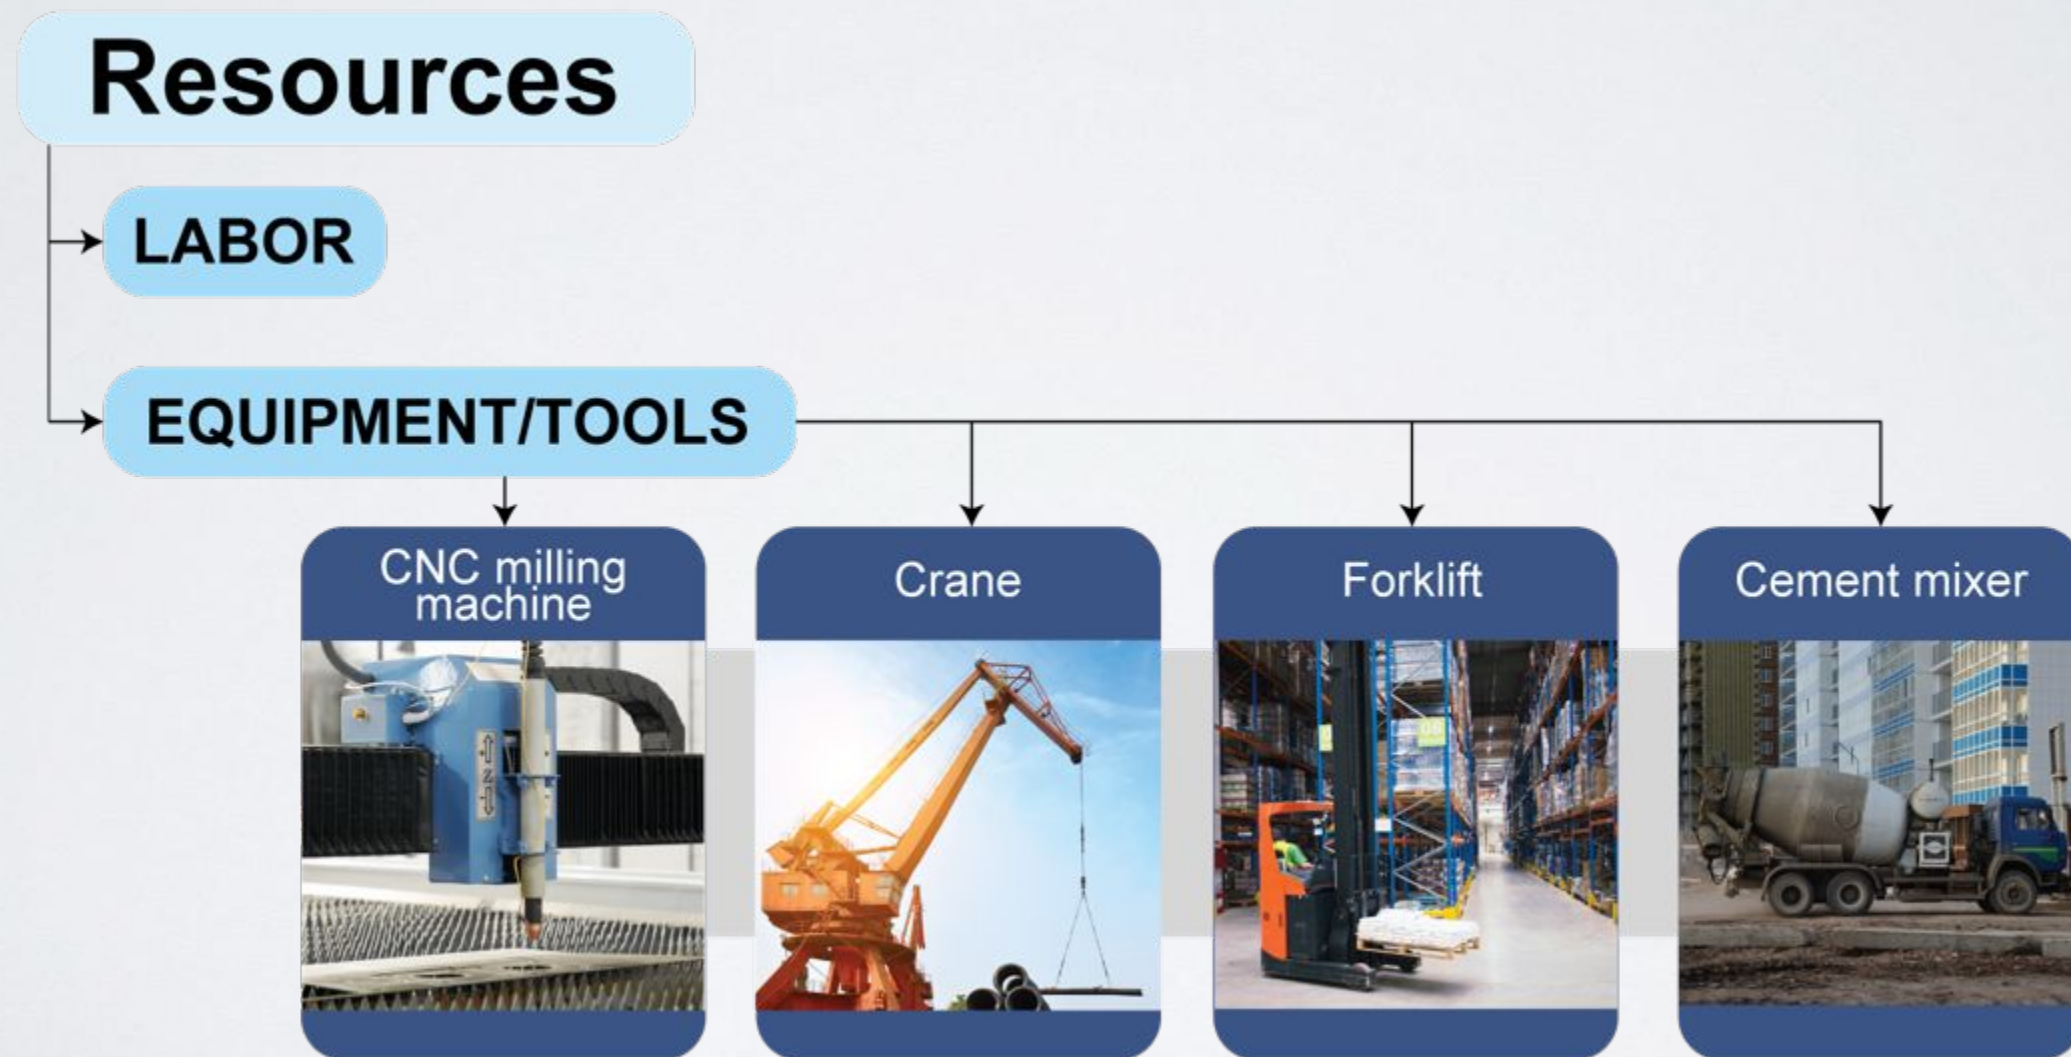 Resources
LABOR
EQUIPMENT/TOOLS
CNC milling
machine
Crane
Forklift
Cement mixer
Z